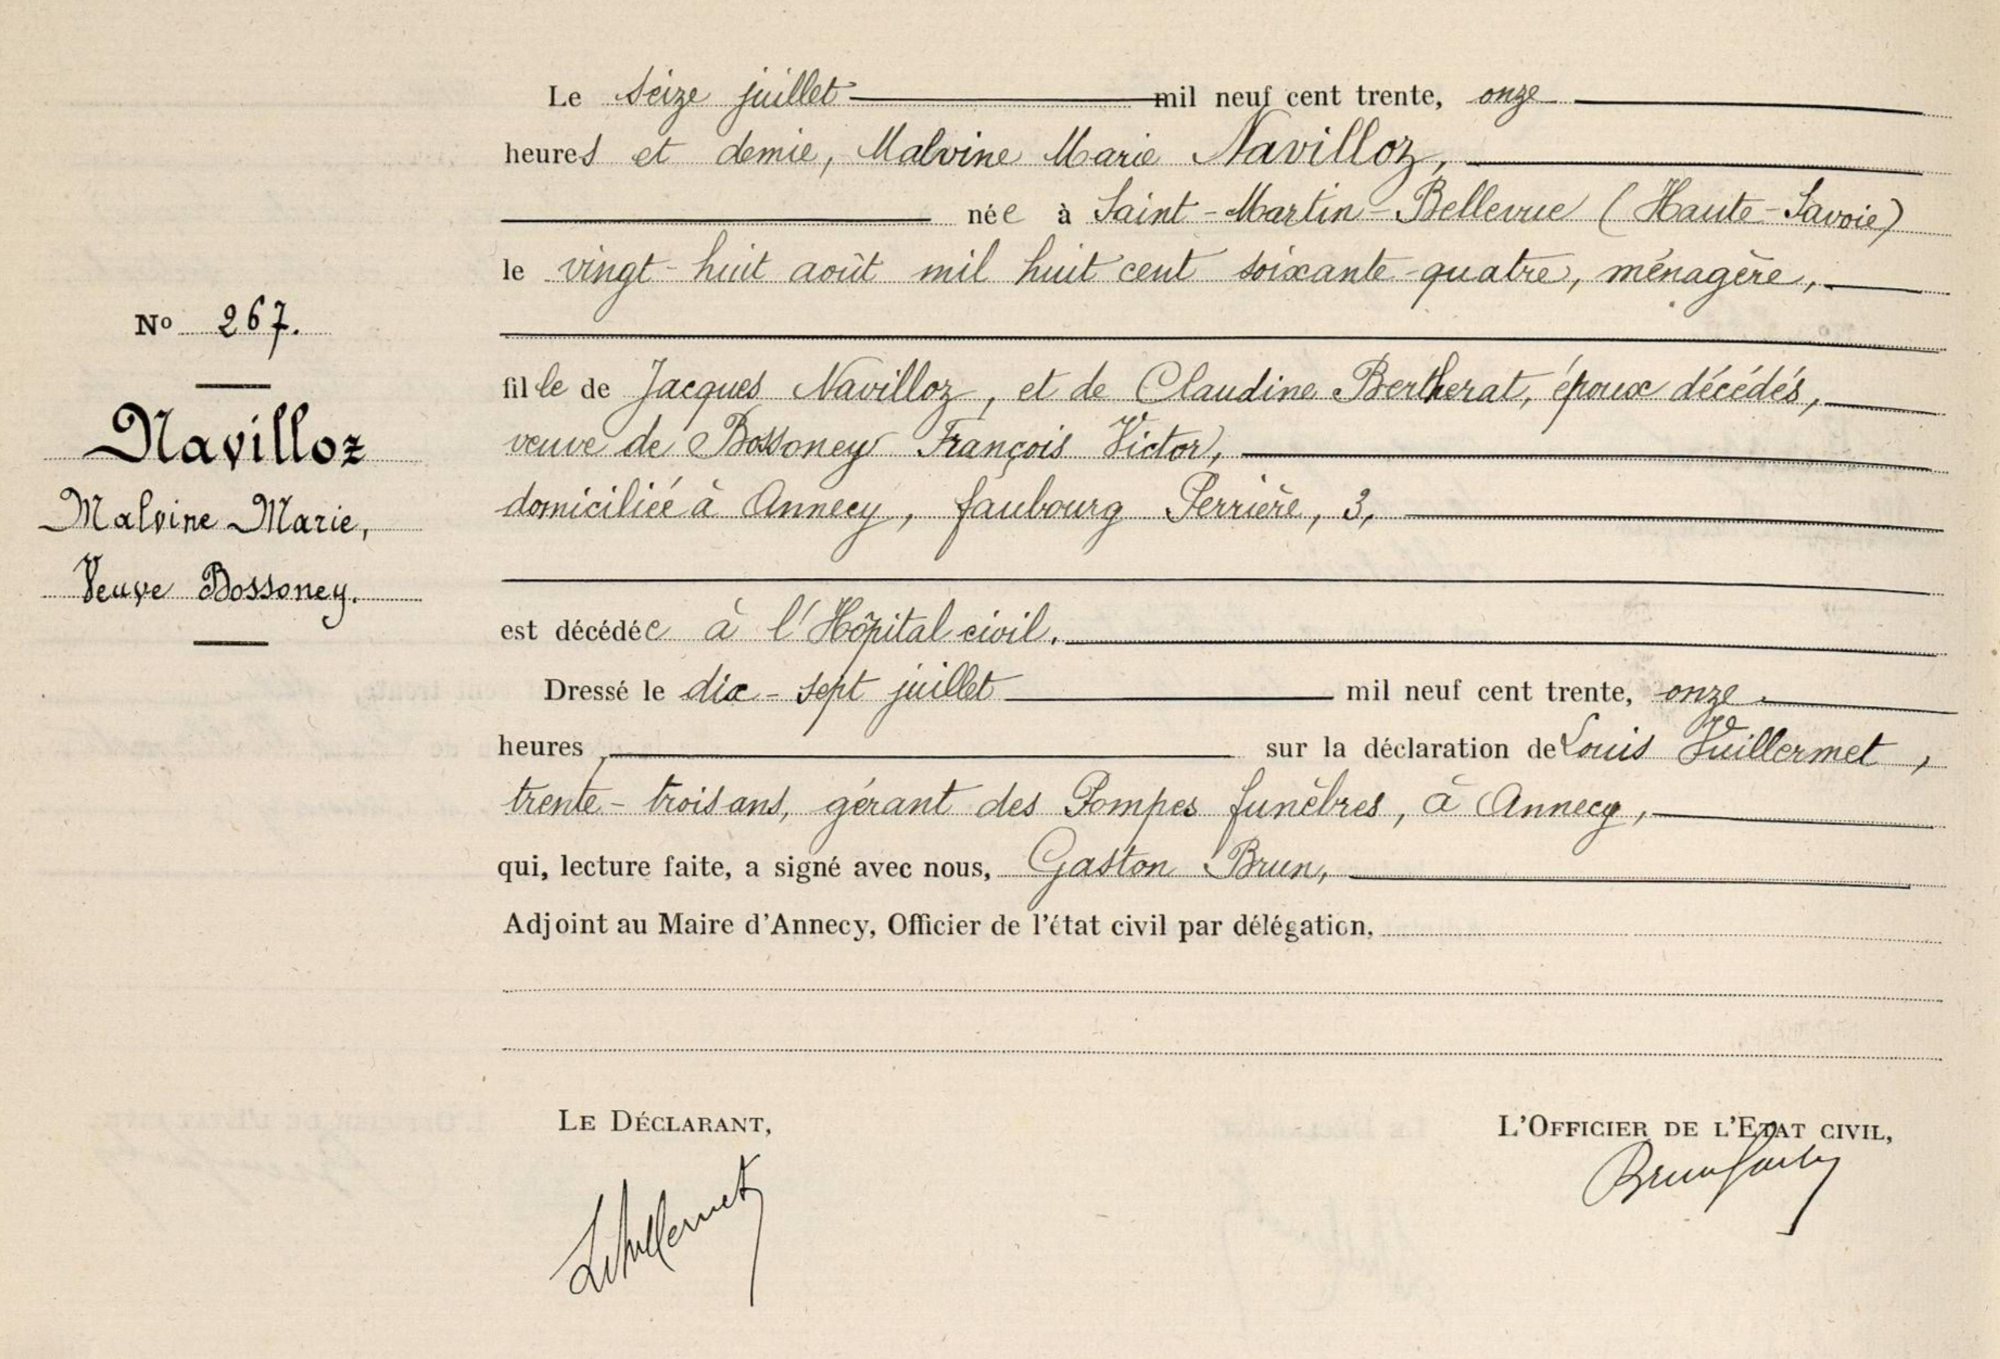 Le seize juillet mil neuf cent trente, onze
heures et demie, Malvine Marie Navilloz,
née à Saint-Martin-Bellevue (Haute-Savoie)
le vingt-huit août mil huit cent soixante-quatre, ménagère,
No 267.
fille de Jacques Navilloz, et de Claudine Bertherat, époux décédés,
Navilloz
veuve de Bossoney François Victor,
Malvine Marie,
domiciliée à Annecy, faubourg Perrière, 3,
Veuve Bossoney.
est décédée à l'Hôpital civil.
Dressé le dix-sept juillet mil neuf cent trente, onze
heures, sur la déclaration de Louis Vuillermet,
trente-trois ans, gérant des Pompes funèbres, à Annecy,
qui, lecture faite, a signé avec nous, Gaston Brun,
Adjoint au Maire d'Annecy, Officier de l'état civil par délégation.
LE DÉCLARANT,
L'OFFICIER DE L'ETAT CIVIL,